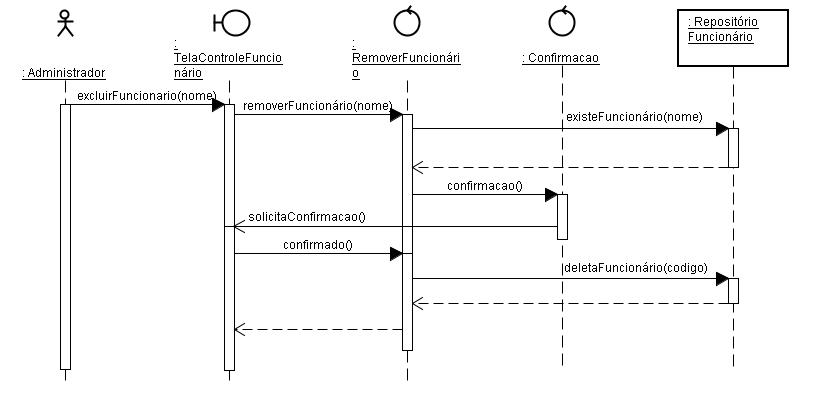 : Administrador
:
TelaControleFuncio
nário
:
RemoverFuncionári
o
: Confirmacao
: Repositório
Funcionário
excluirFuncionario(nome)
removerFuncionário(nome)
existeFuncionário(nome)
confirmacao()
solicitaConfirmacao()
confirmado()
deletaFuncionário(codigo)